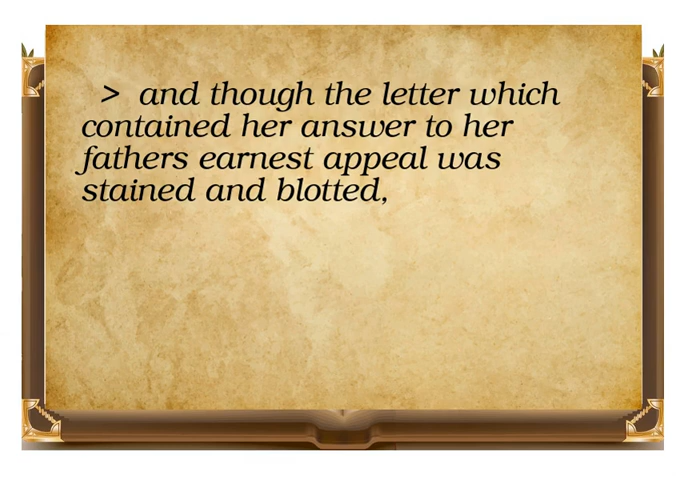 > and though the letter which
contained her answer to her
fathers earnest appeal was
stained and blotted,